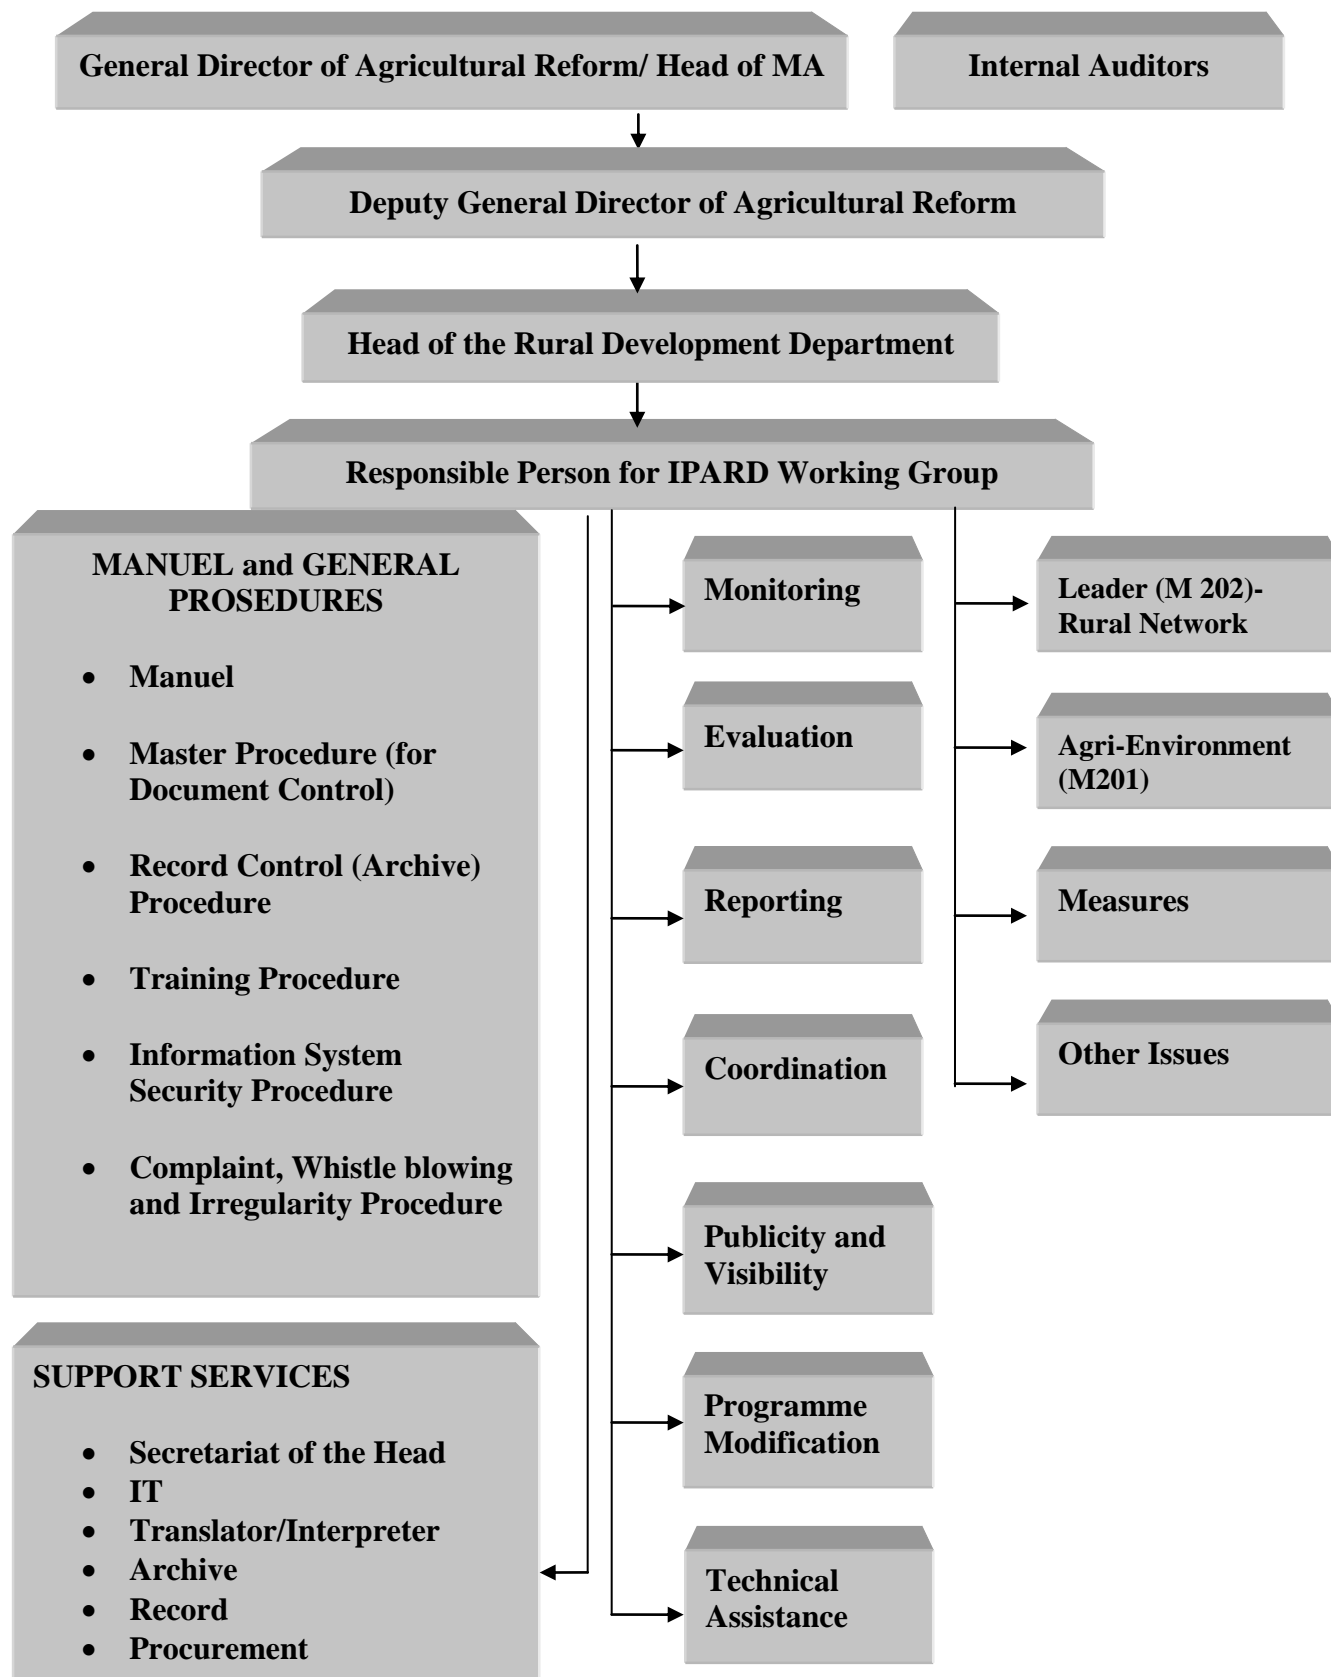 General Director of Agricultural Reform/ Head of MA
Internal Auditors
Deputy General Director of Agricultural Reform
Head of the Rural Development Department
Responsible Person for IPARD Working Group
MANUEL and GENERAL
PROSEDURES
• Manuel
• Master Procedure (for
Document Control)
• Record Control (Archive)
Procedure
• Training Procedure
• Information System
Security Procedure
• Complaint, Whistle blowing
and Irregularity Procedure
SUPPORT SERVICES
• Secretariat of the Head
• IT
• Translator/Interpreter
• Archive
• Record
• Procurement
Monitoring
Evaluation
Reporting
Coordination
Publicity and
Visibility
Programme
Modification
Technical
Assistance
Leader (M 202)-
Rural Network
Agri-Environment
(M201)
Measures
Other Issues